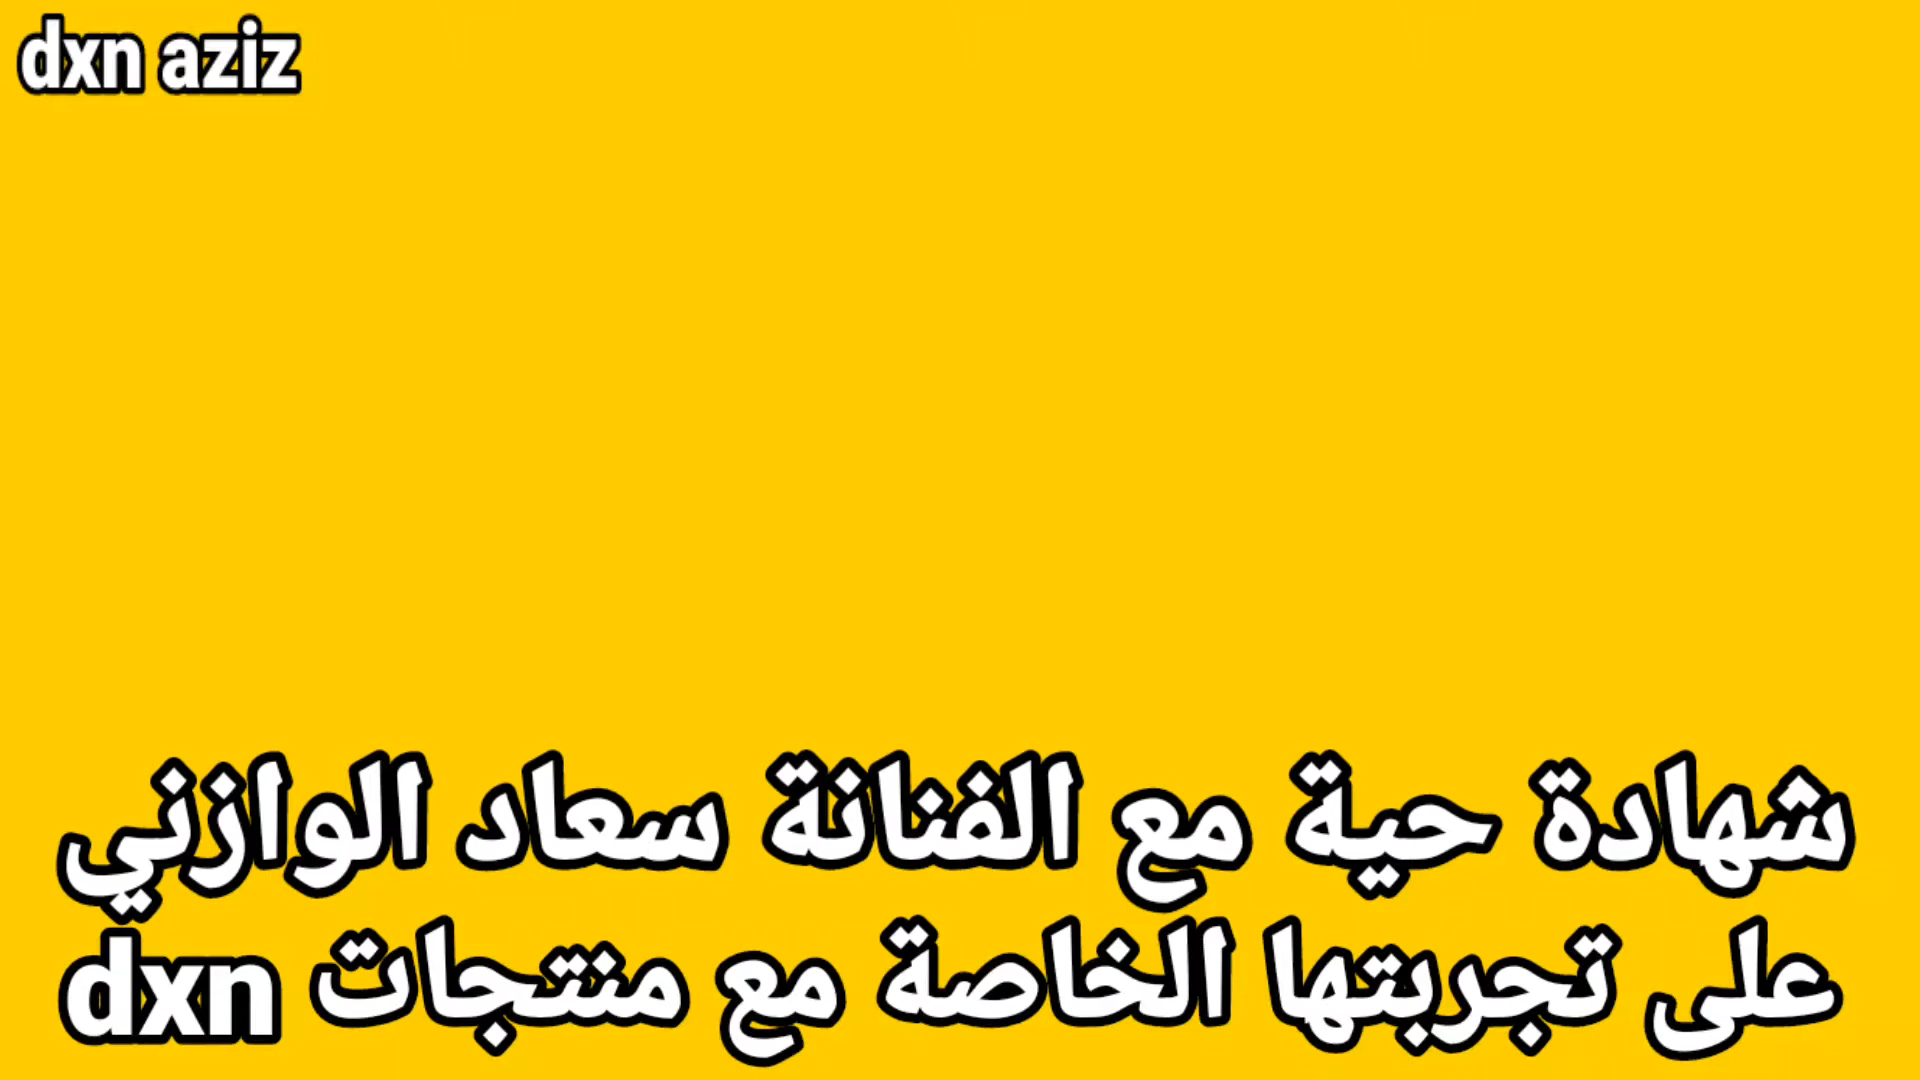 dxn aziz
شهادة حية مع الفنانة سعاد الوازني
على تجربتها الخاصة مع منتجات dxn